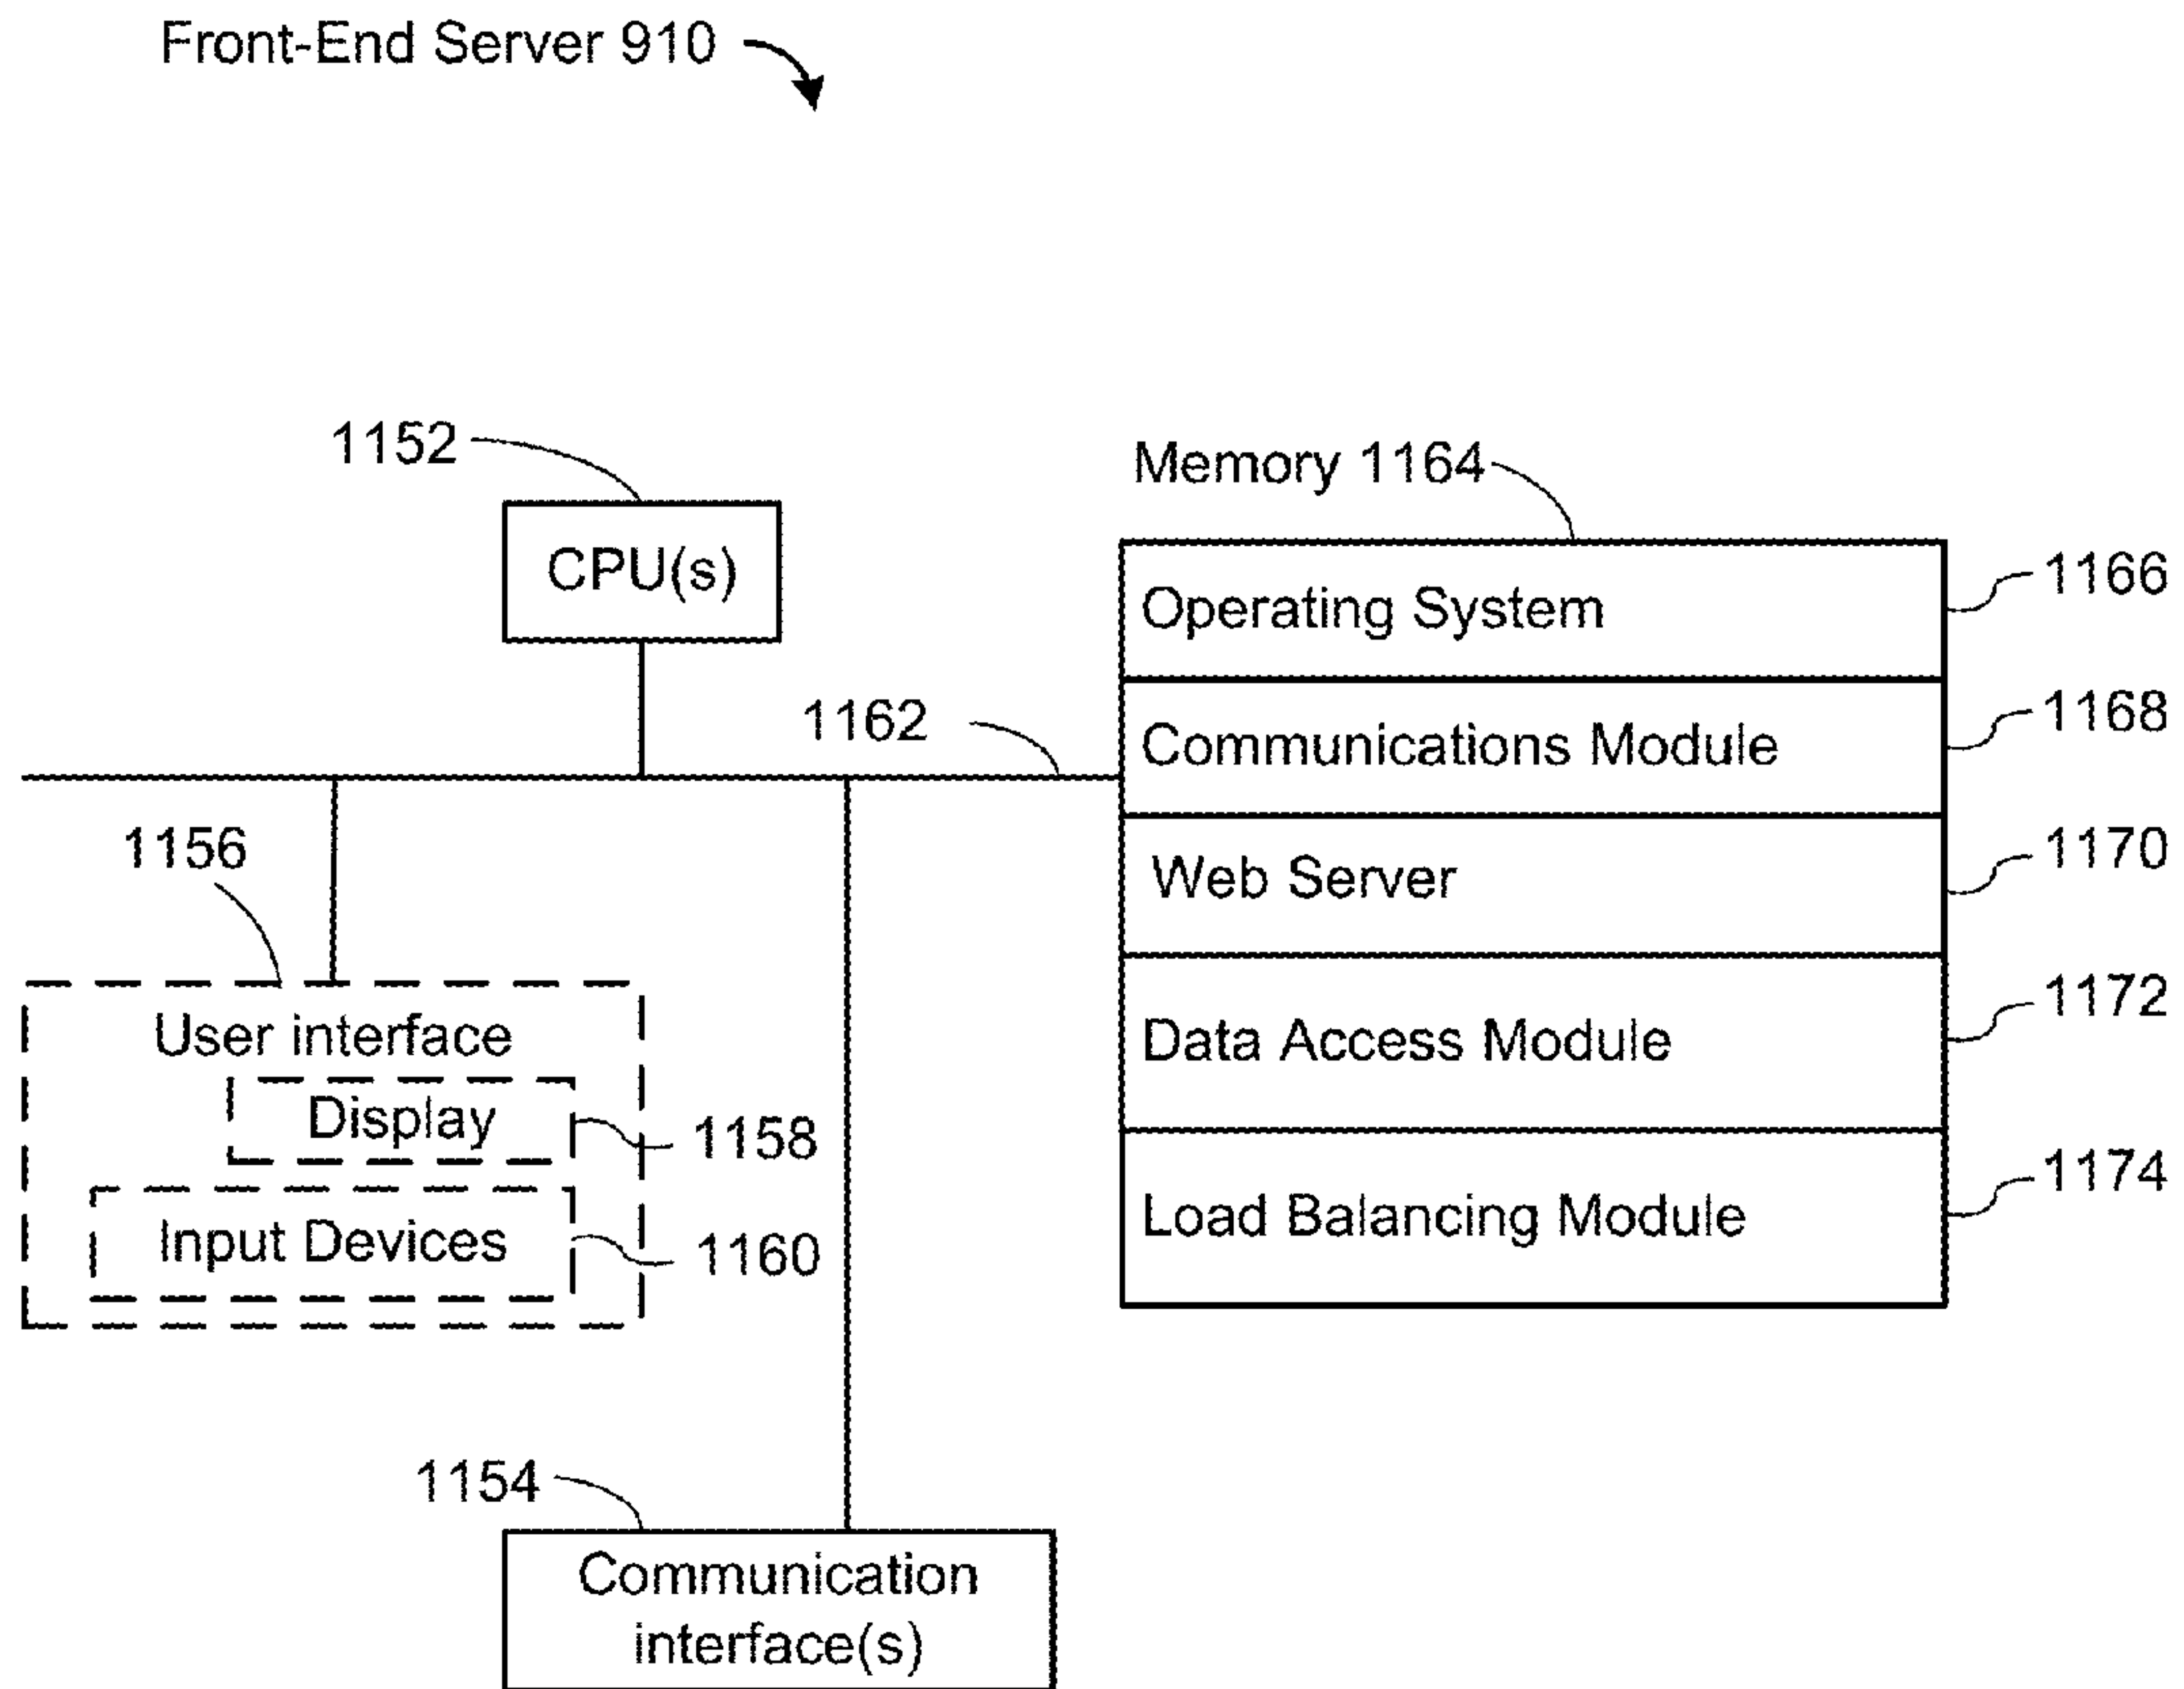 Front-End Server 910
1152
CPU(s)
Memory 1164
Operating System
1166
Communications Module
1168
Web Server
1170
Data Access Module
1172
Load Balancing Module
1174
1162
1156
User interface
Display
1158
Input Devices
1160
1154
Communication
interface(s)